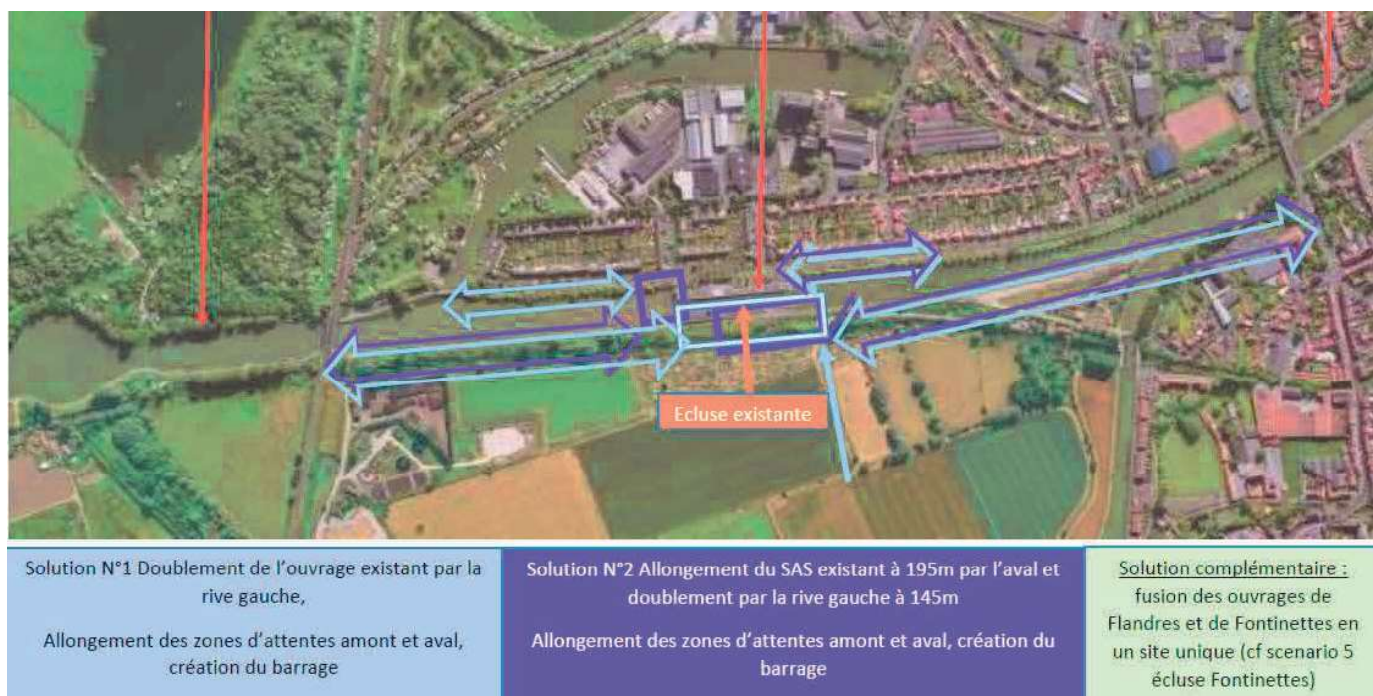 Ecluse existante
Solution N°1 Doublement de l'ouvrage existant par la
rive gauche,
Allongement des zones d'attentes amont et aval,
création du barrage
Solution N°2 Allongement du SAS existant à 195m par l'aval et
doublement par la rive gauche à 145m
Allongement des zones d'attentes amont et aval, création du
barrage
Solution complémentaire :
fusion des ouvrages de
Flandres et de Fontinettes en
un site unique (cf scenario 5
écluse Fontinettes)